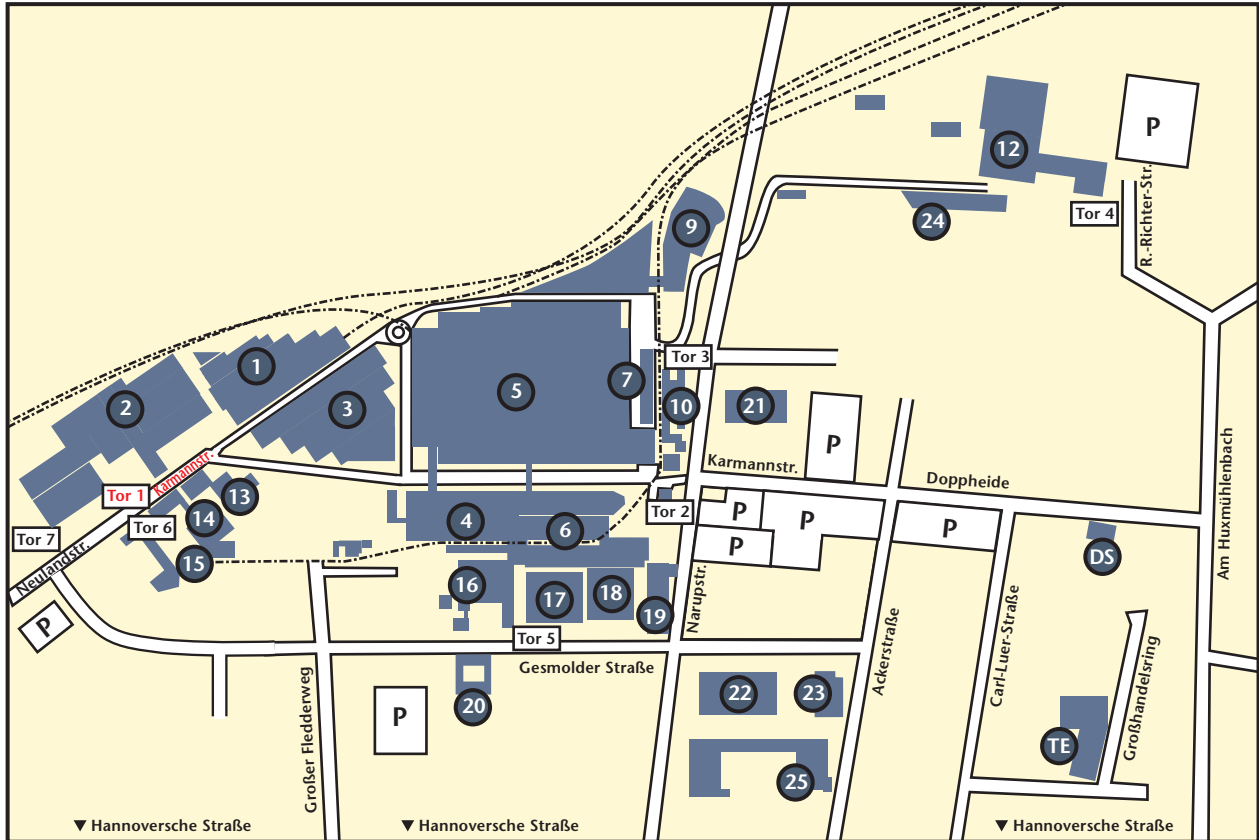 P
12
R.-Richter-Str.
Tor 4
24
9
1
Tor 3
2
3
5
7
10
21
P
Karmannstr.
Karmannstr.
Doppheide
Am Huxmühlenbach
Tor 1
13
Tor 6
14
4
6
Tor 2
P
P
P
P
Tor 7
15
DS
Neulandstr.
16
17
18
19
Narupstr.
P
Tor 5
Gesmolder Straße
Ackerstraße
Carl-Luer-Straße
Großhandelsring
Großer Fledderweg
20
22
23
P
TE
25
▼ Hannoversche Straße
▼ Hannoversche Straße
▼ Hannoversche Straße